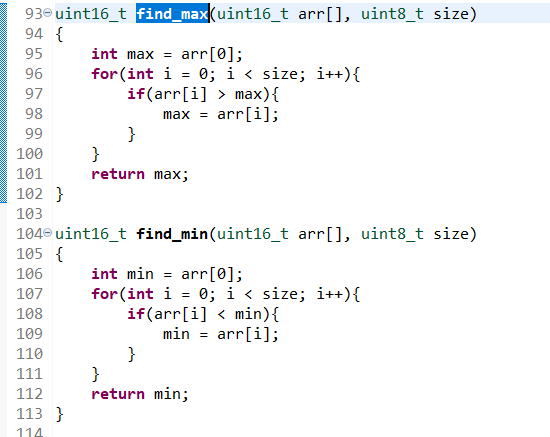 93 uint16_t find_max(uint16_t arr[], uint8_t size)
94 {
95     int max = arr[0];
96     for(int i = 0; i < size; i++){
97         if(arr[i] > max){
98             max = arr[i];
99         }
100     }
101     return max;
102 }
103
104 uint16_t find_min(uint16_t arr[], uint8_t size)
105 {
106     int min = arr[0];
107     for(int i = 0; i < size; i++){
108         if(arr[i] < min){
109             min = arr[i];
110         }
111     }
112     return min;
113 }
114